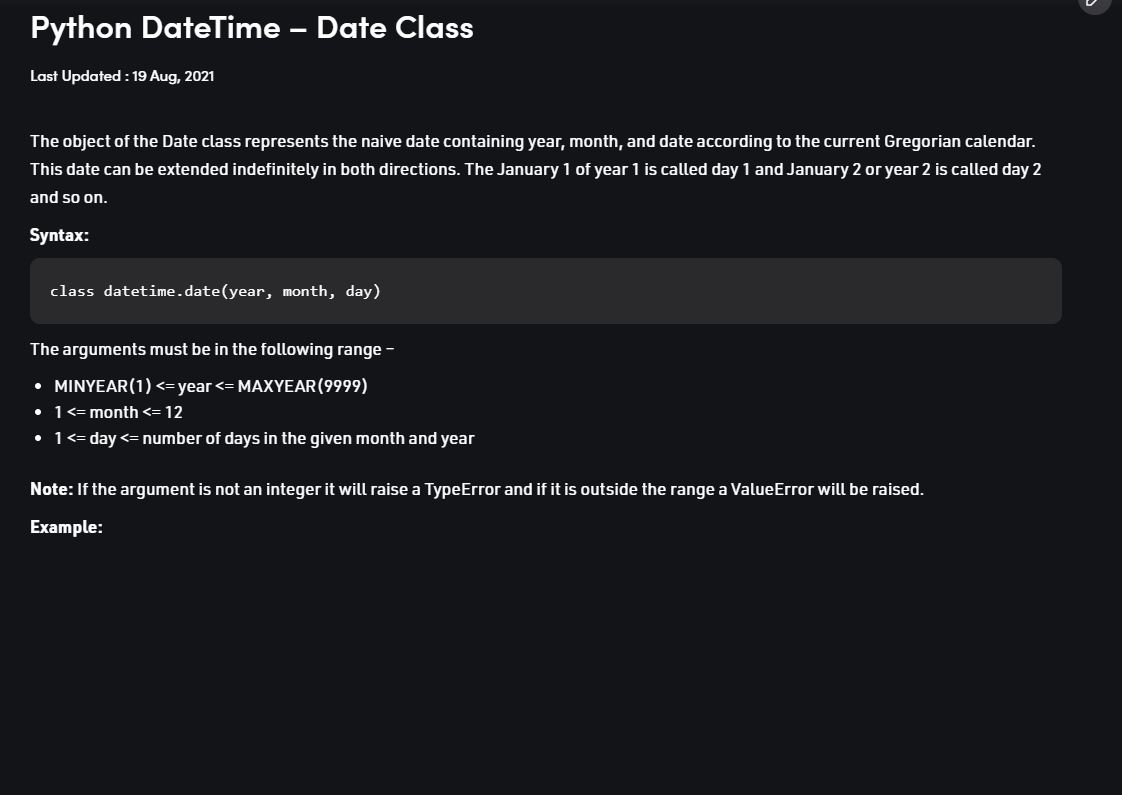 Python DateTime – Date Class
Last Updated : 19 Aug, 2021
The object of the Date class represents the naive date containing year, month, and date according to the current Gregorian calendar.
This date can be extended indefinitely in both directions. The January 1 of year 1 is called day 1 and January 2 or year 2 is called day 2
and so on.
Syntax:
class datetime.date(year, month, day)
The arguments must be in the following range –
• MINYEAR(1) <= year <= MAXYEAR(9999)
• 1 <= month <= 12
• 1 <= day <= number of days in the given month and year
Note: If the argument is not an integer it will raise a TypeError and if it is outside the range a ValueError will be raised.
Example: